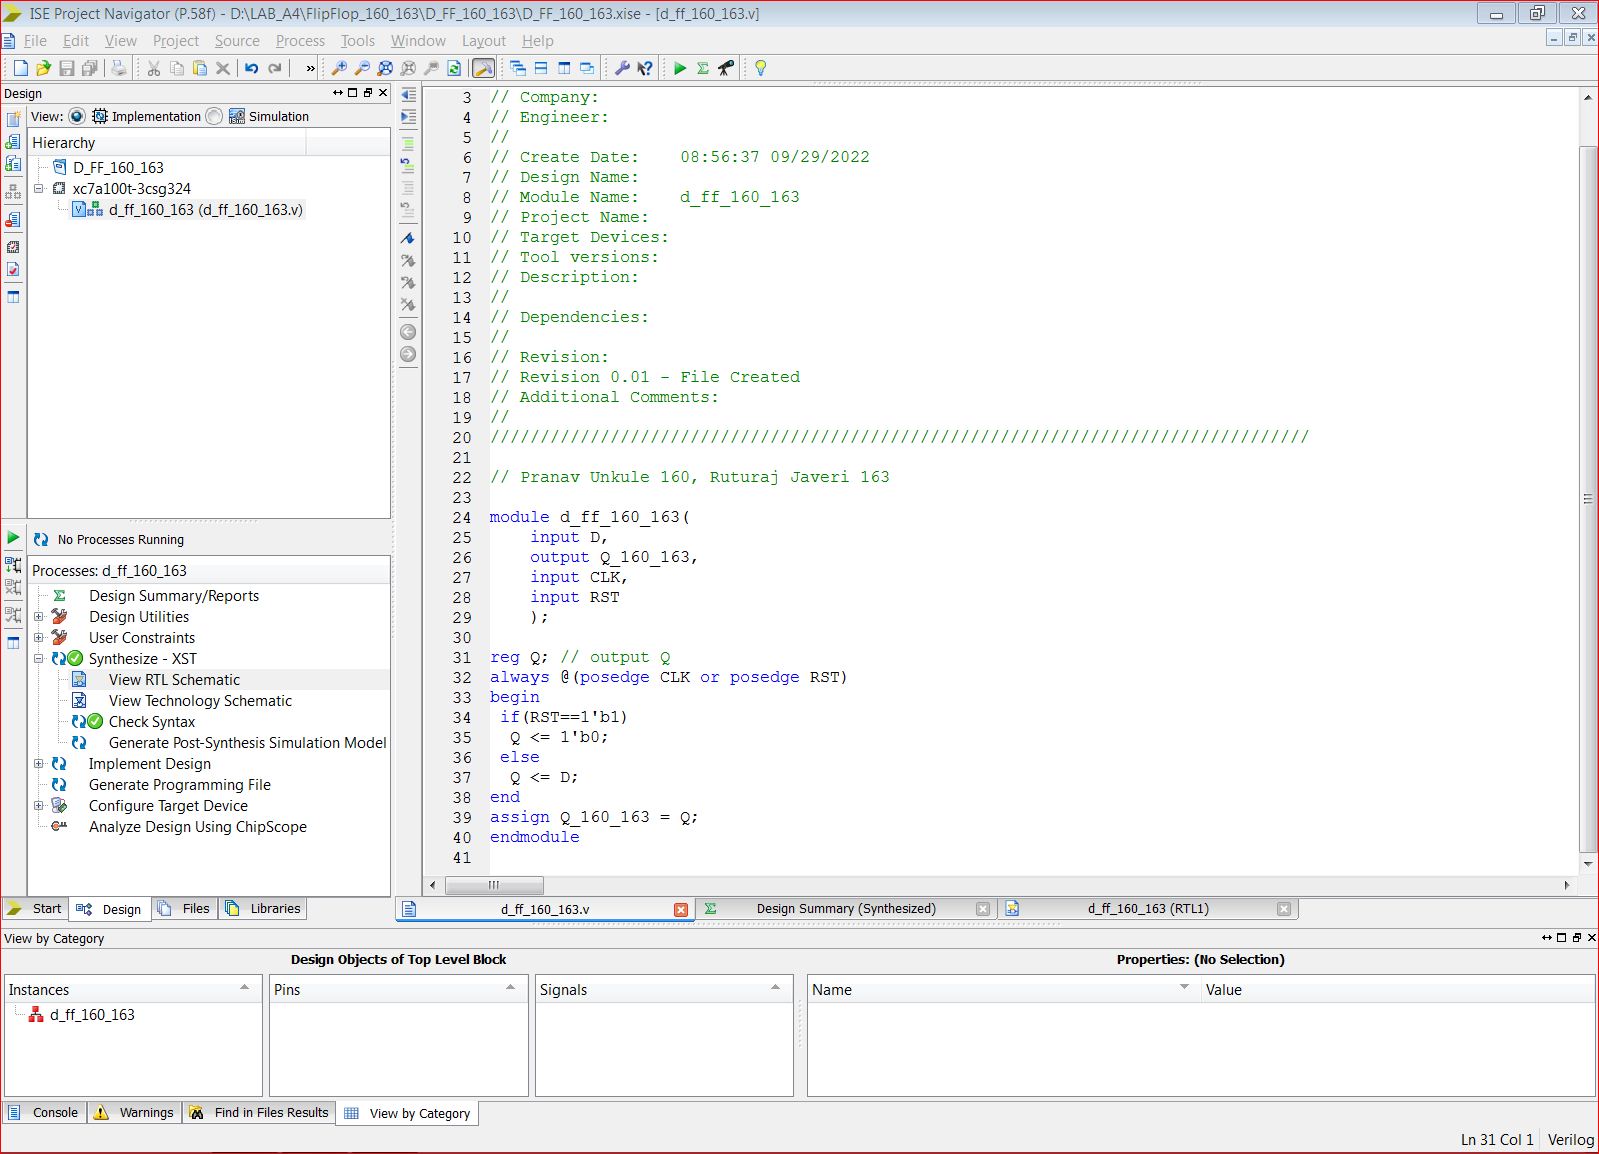 ISE Project Navigator (P.58f) - D:\LAB_A4\FlipFlop_160_163\D_FF_160_163\D_FF_160_163.xise - [d_ff_160_163.v]
File Edit View Project Source Process Tools Window Layout Help
Design
View: Implementation Simulation
Hierarchy
D_FF_160_163
xc7a100t-3csg324
d_ff_160_163 (d_ff_160_163.v)
No Processes Running
Processes: d_ff_160_163
Design Summary/Reports
Design Utilities
User Constraints
Synthesize - XST
View RTL Schematic
View Technology Schematic
Check Syntax
Generate Post-Synthesis Simulation Model
Implement Design
Generate Programming File
Configure Target Device
Analyze Design Using ChipScope
Start Design Files Libraries
3 // Company:
4 // Engineer:
5 //
6 // Create Date:    08:56:37 09/29/2022
7 // Design Name:
8 // Module Name:    d_ff_160_163
9 // Project Name:
10 // Target Devices:
11 // Tool versions:
12 // Description:
13 //
14 // Dependencies:
15 //
16 // Revision:
17 // Revision 0.01 - File Created
18 // Additional Comments:
19 //
20 //////////////////////////////////////////////////////////////////////////////////
21
22 // Pranav Unkule 160, Ruturaj Javeri 163
23
24 module d_ff_160_163(
25     input D,
26     output Q_160_163,
27     input CLK,
28     input RST
29     );
30
31 reg Q; // output Q
32 always @(posedge CLK or posedge RST)
33 begin
34  if(RST==1'b1)
35   Q <= 1'b0;
36  else
37   Q <= D;
38 end
39 assign Q_160_163 = Q;
40 endmodule
41
d_ff_160_163.v Design Summary (Synthesized) d_ff_160_163 (RTL1)
View by Category
Design Objects of Top Level Block Properties: (No Selection)
Instances Pins Signals Name Value
d_ff_160_163
Console Warnings Find in Files Results View by Category
Ln 31 Col 1 Verilog